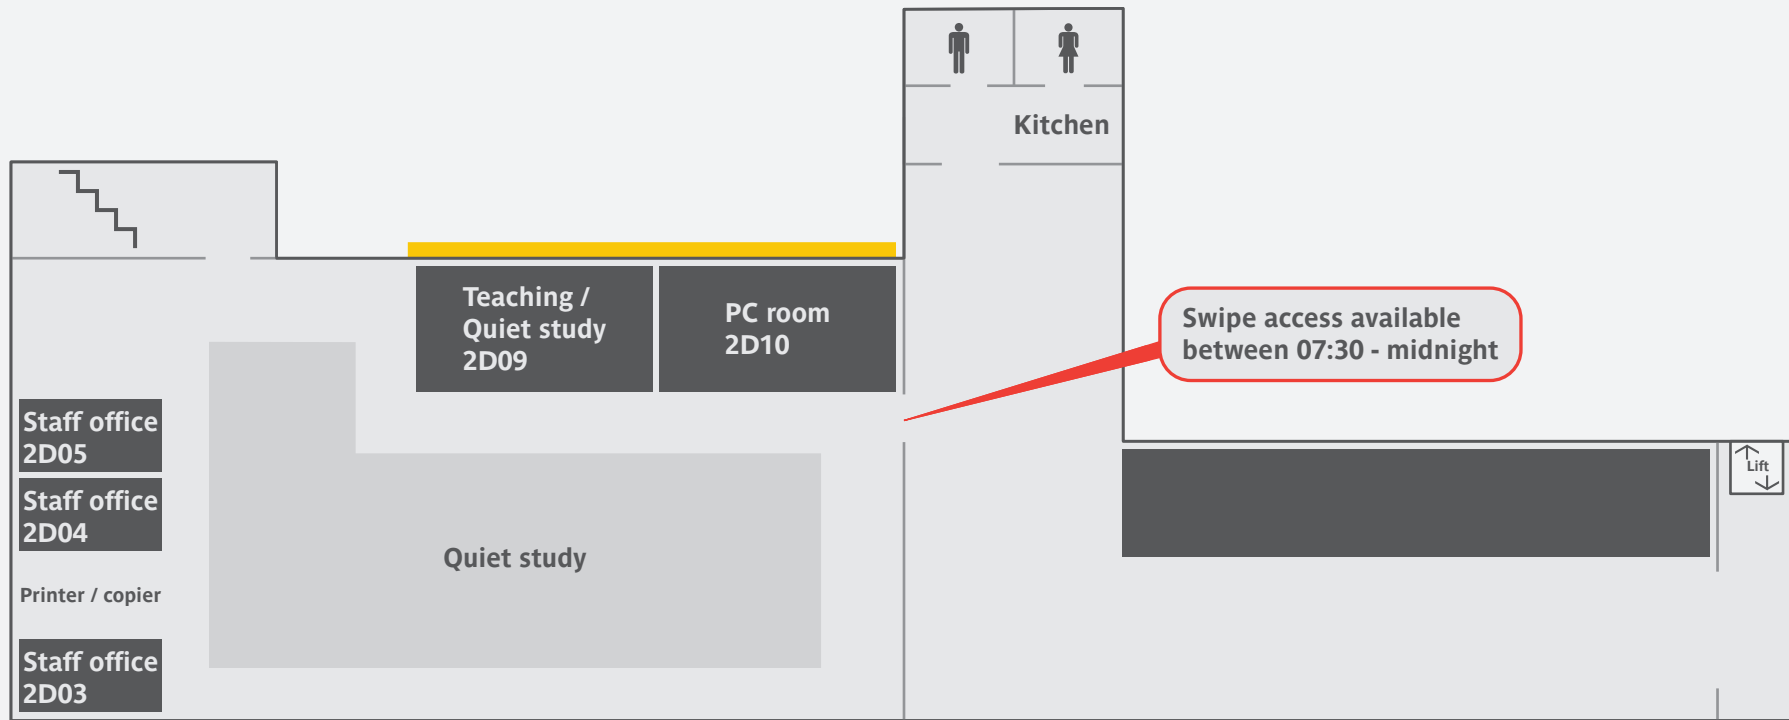 Kitchen
Teaching /
Quiet study
2D09
PC room
2D10
Swipe access available
between 07:30 - midnight
Staff office
2D05
Lift
Staff office
2D04
Quiet study
Printer / copier
Staff office
2D03